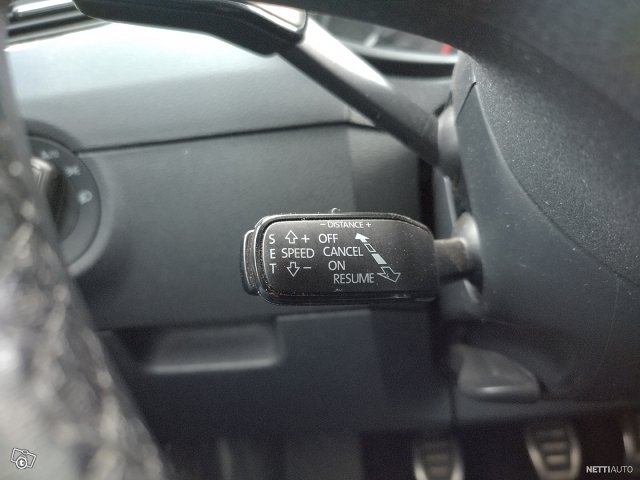 − DISTANCE +
S + OFF
E SPEED CANCEL
T − ON
RESUME
NETTIAUTO